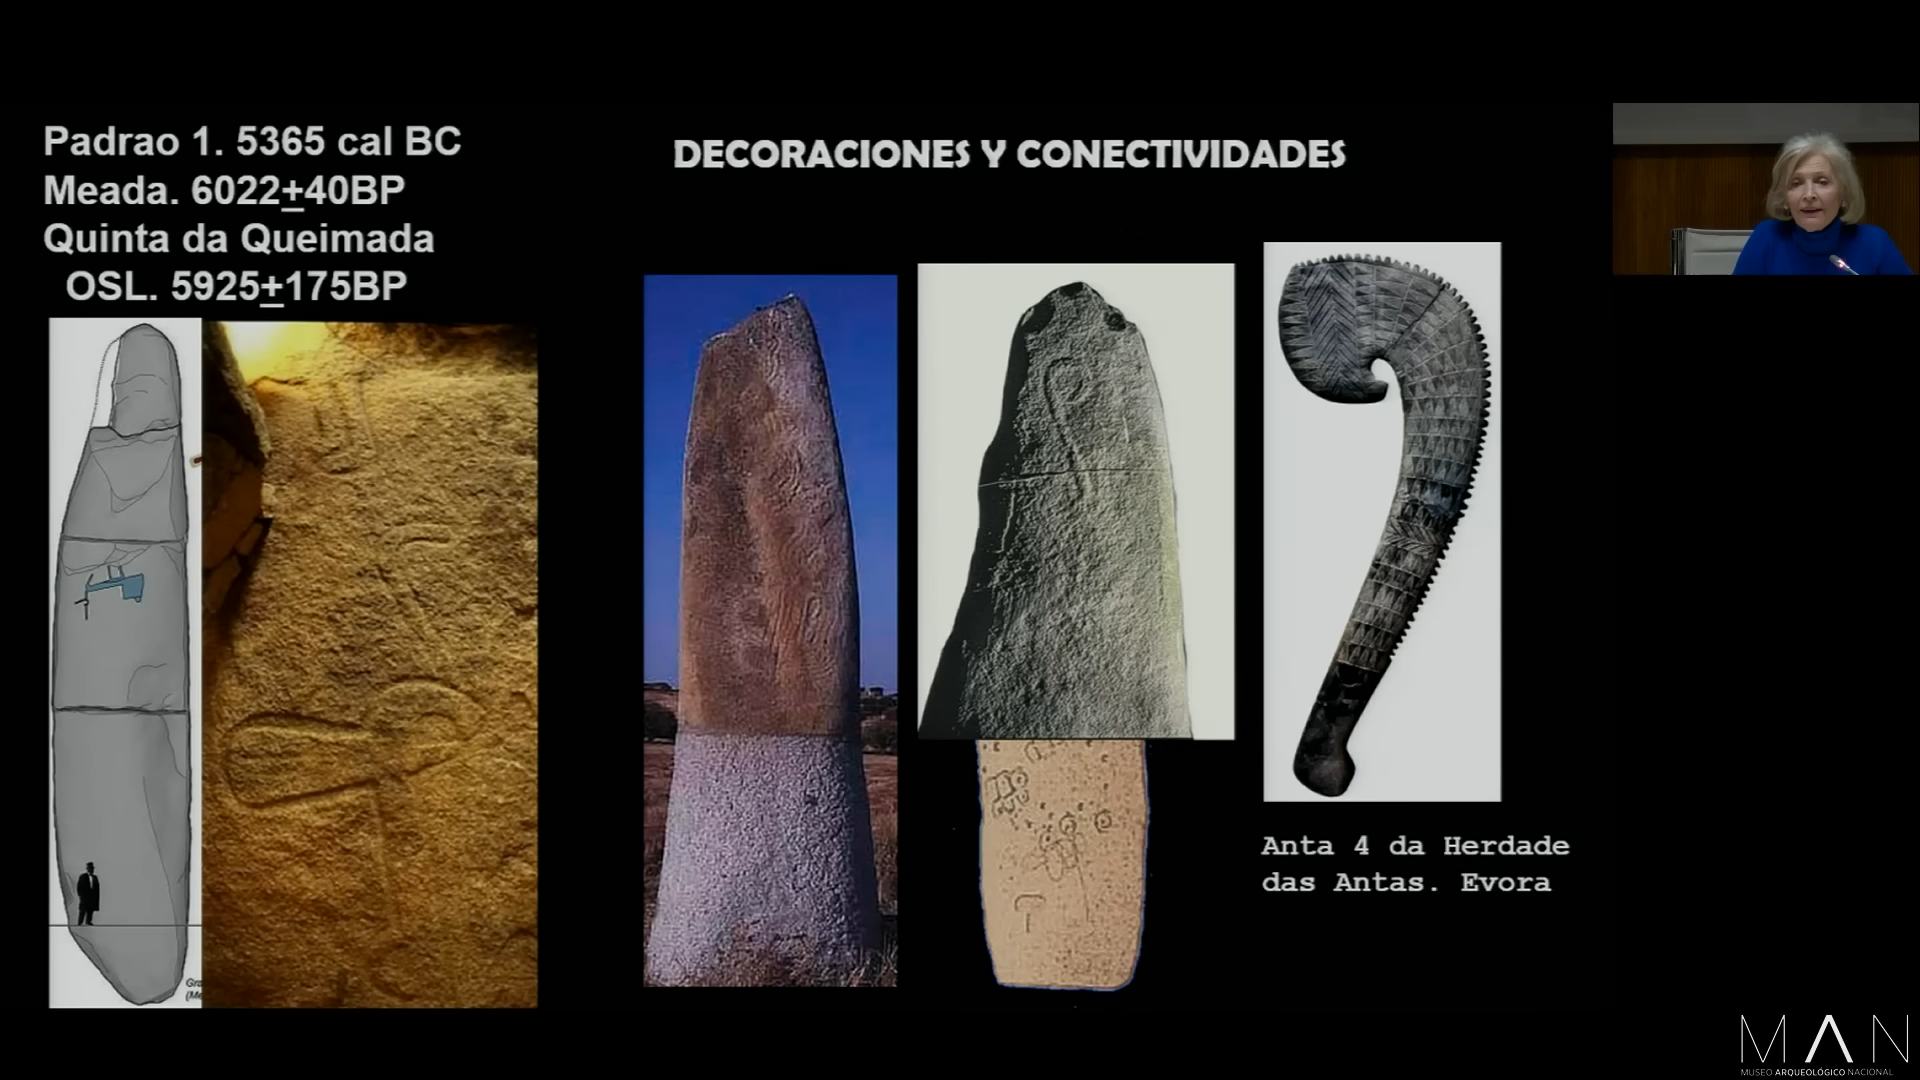 Padrao 1. 5365 cal BC
Meada. 6022±40BP
Quinta da Queimada
OSL. 5925±175BP
DECORACIONES Y CONECTIVIDADES
Anta 4 da Herdade
das Antas. Evora
MAN
MUSEO ARQUEOLÓGICO NACIONAL